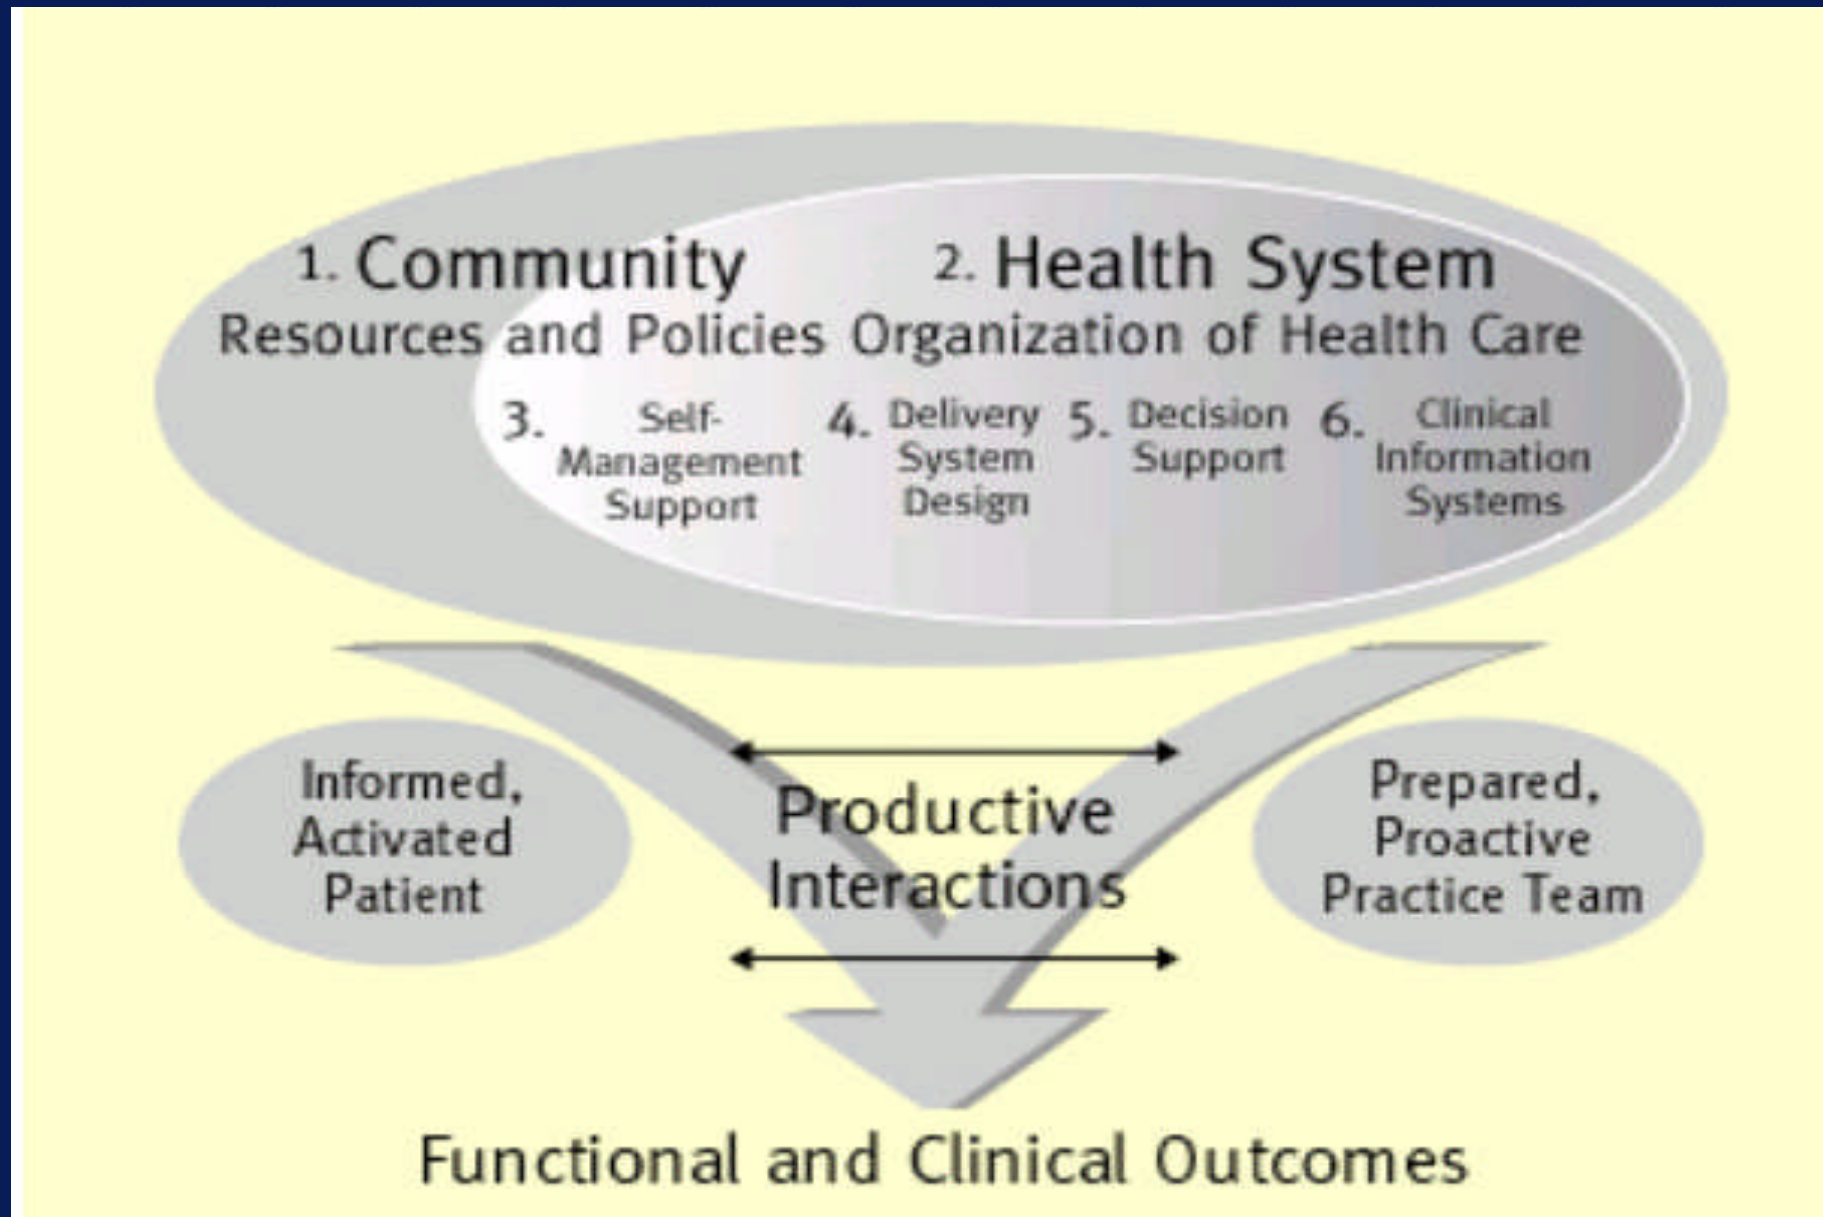 1. Community
2. Health System
Resources and Policies
Organization of Health Care
3. Self-
Management
Support
4. Delivery
System
Design
5. Decision
Support
6. Clinical
Information
Systems
Informed,
Activated
Patient
Productive
Interactions
Prepared,
Proactive
Practice Team
Functional and Clinical Outcomes